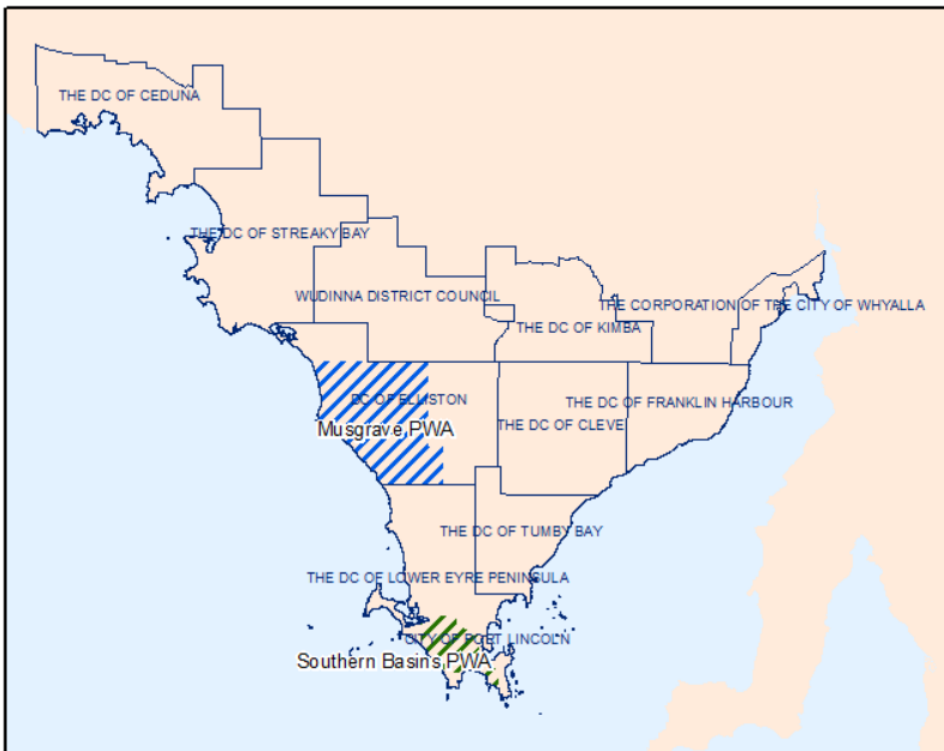 THE DC OF CEDUNA
THE DC OF STREAKY BAY
WUDINNA DISTRICT COUNCIL
THE CORPORATION OF THE CITY OF WHYALLA
THE DC OF KIMBA
DC OF ELLISTON
THE DC OF FRANKLIN HARBOUR
Musgrave PWA
THE DC OF CLEVE
THE DC OF TUMBY BAY
THE DC OF LOWER EYRE PENINSULA
CITY OF PORT LINCOLN
Southern Basins PWA